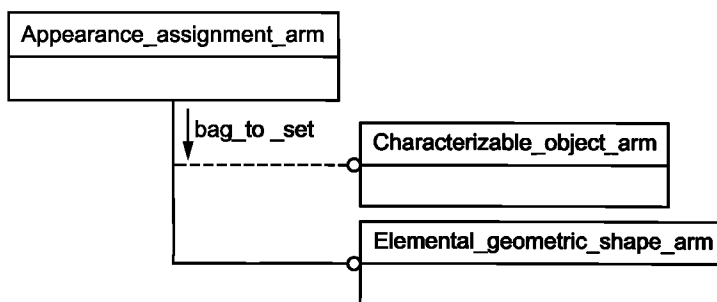 Appearance_assignment_arm
bag_to _set
Characterizable_object_arm
Elemental_geometric_shape_arm